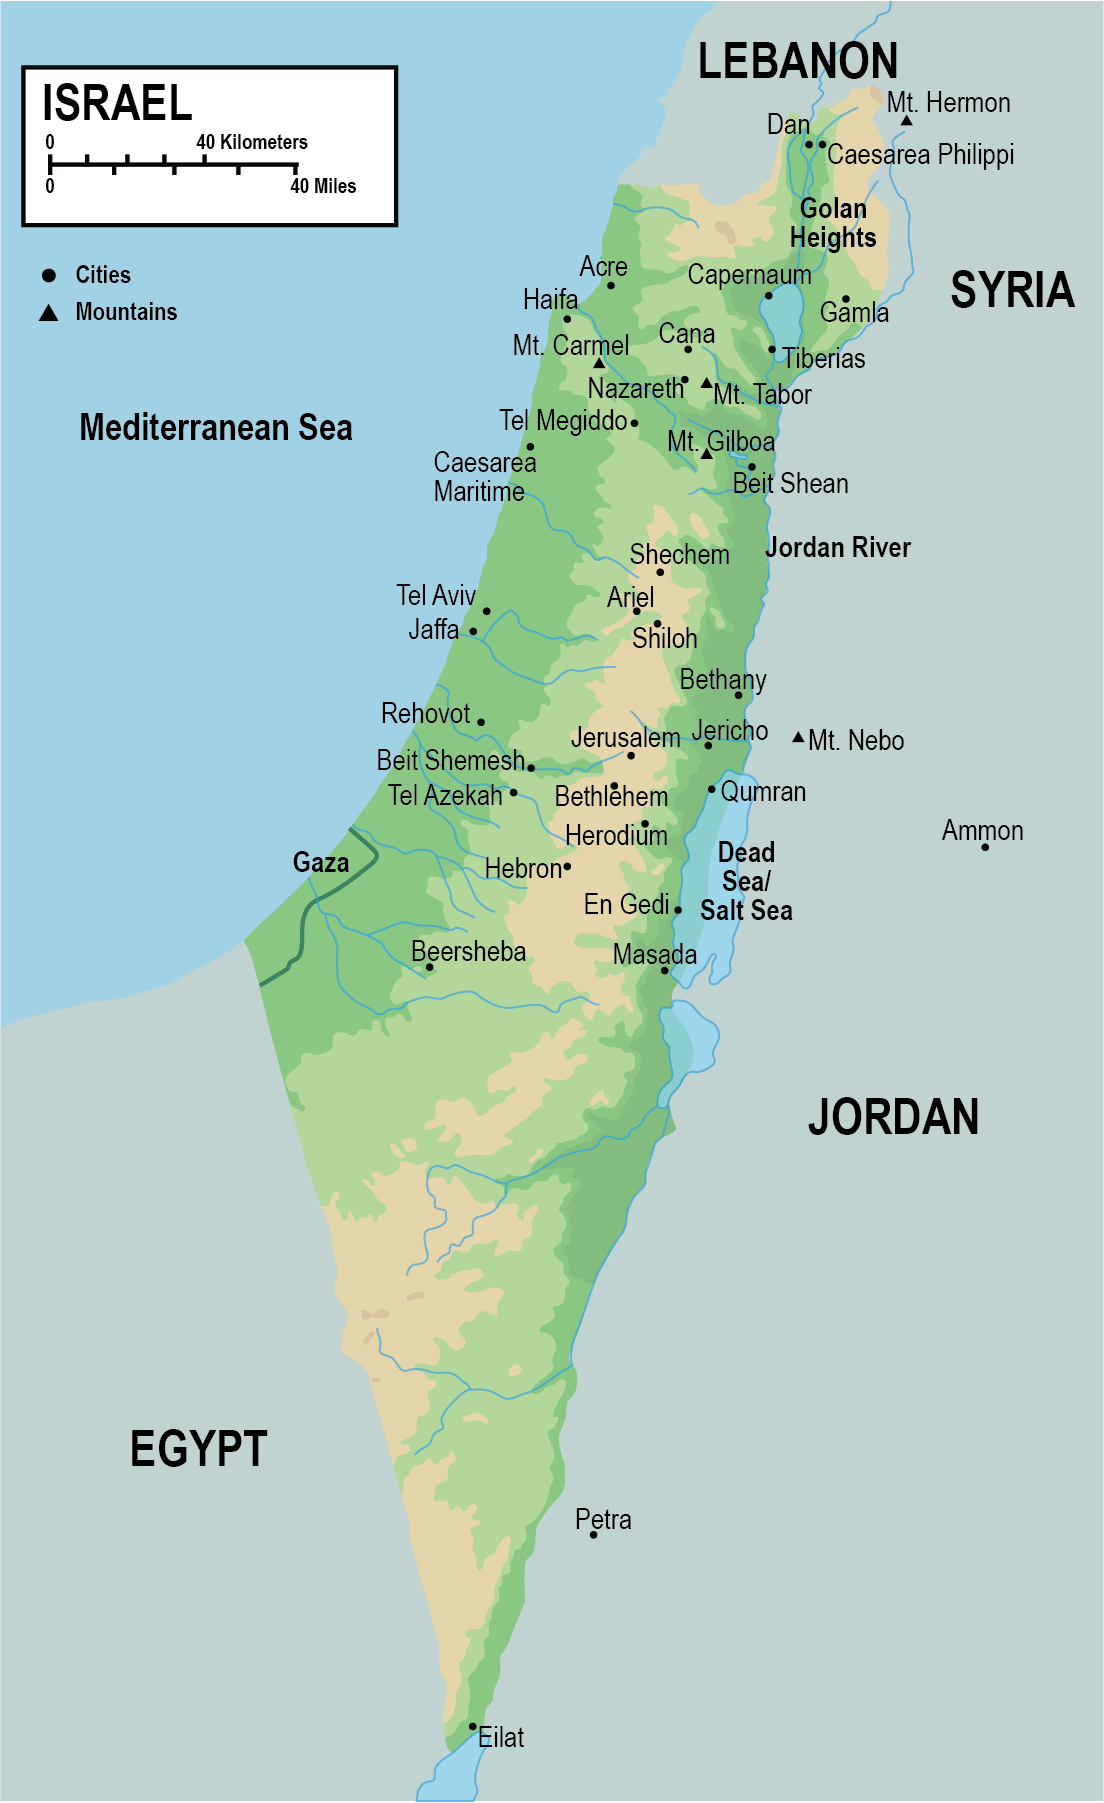 LEBANON
ISRAEL
0 40 Kilometers
0 40 Miles
Cities
Mountains
Mt. Hermon
Dan
Caesarea Philippi
Golan
Heights
SYRIA
Acre
Capernaum
Haifa
Gamla
Mt. Carmel
Cana
Tiberias
Nazareth
Mt. Tabor
Mediterranean Sea
Tel Megiddo
Mt. Gilboa
Caesarea
Maritime
Beit Shean
Jordan River
Shechem
Tel Aviv
Ariel
Jaffa
Shiloh
Bethany
Rehovot
Jerusalem
Jericho
Mt. Nebo
Beit Shemesh
Tel Azekah
Bethlehem
Qumran
Herodium
Ammon
Gaza
Hebron
Dead
Sea/
Salt Sea
En Gedi
Beersheba
Masada
JORDAN
EGYPT
Petra
Eilat